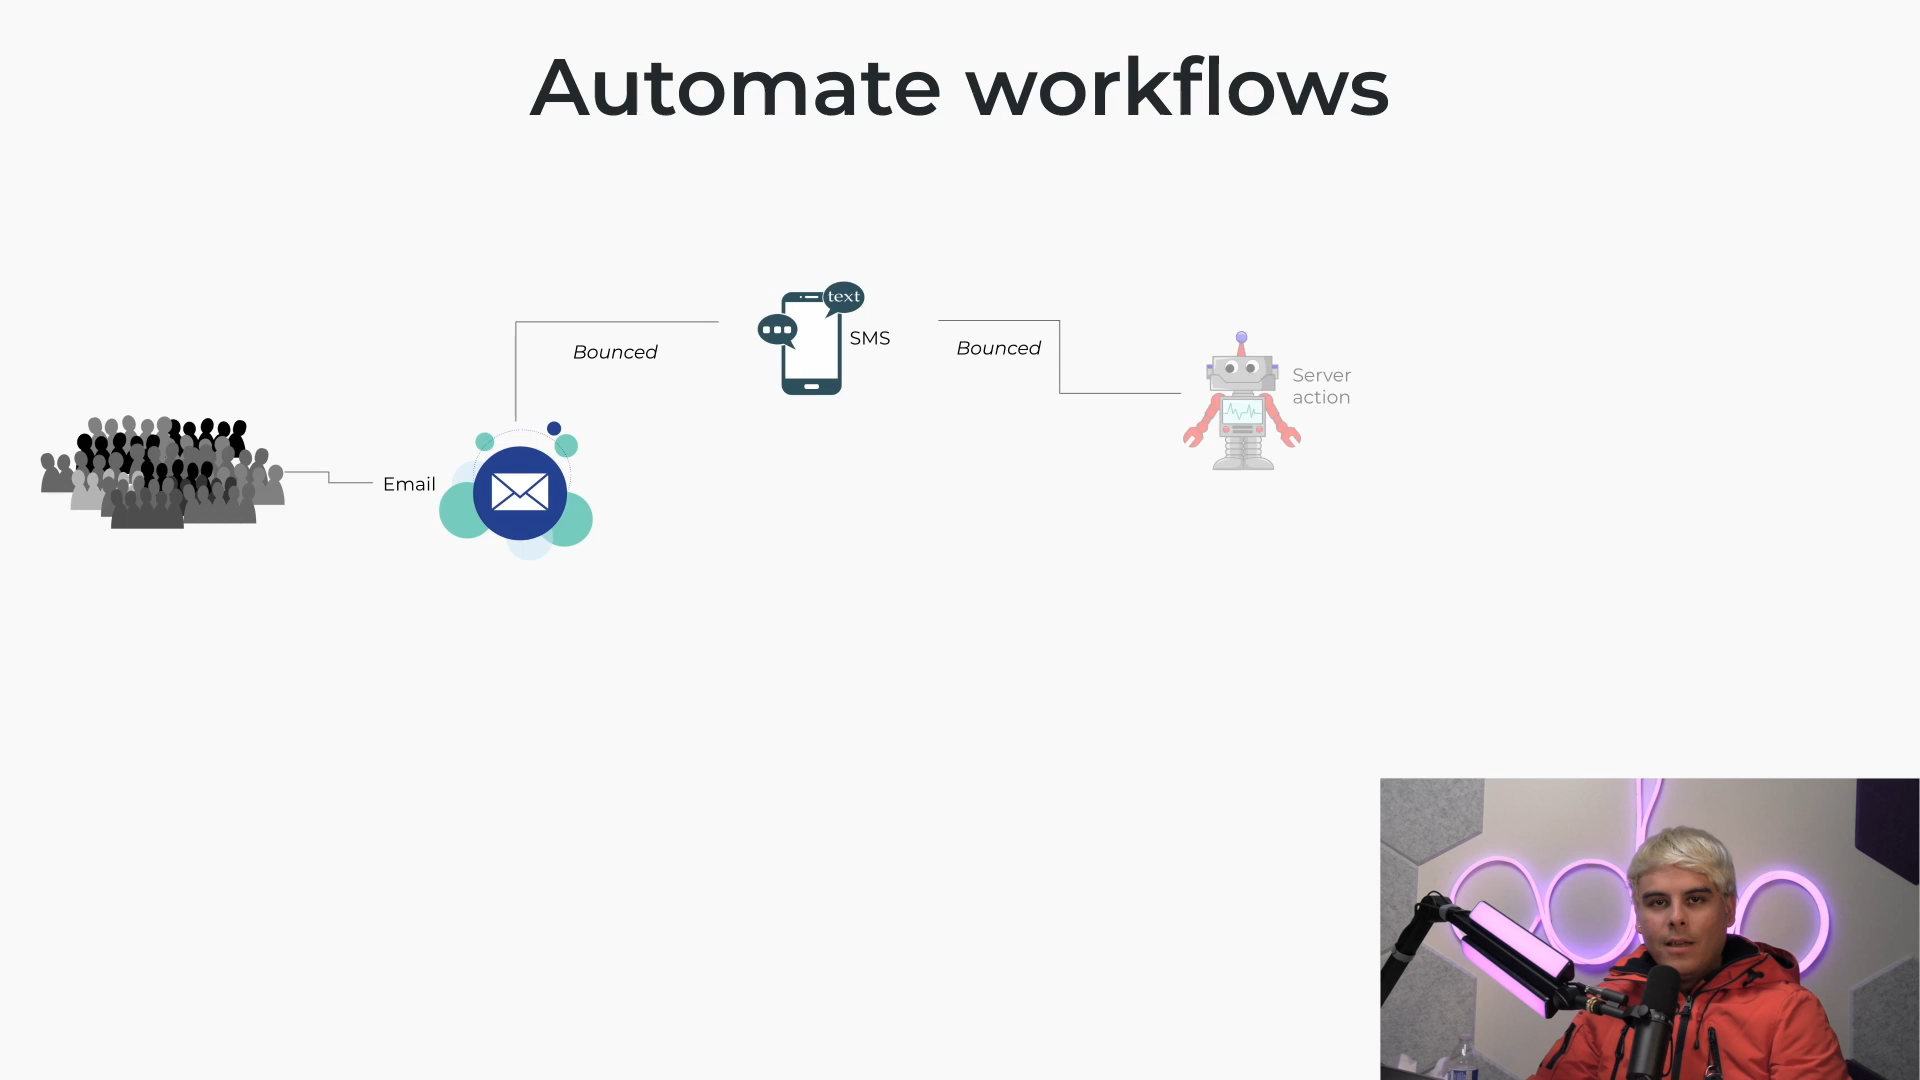 Automate workflows
text
SMS
Bounced
Bounced
Server
action
Email